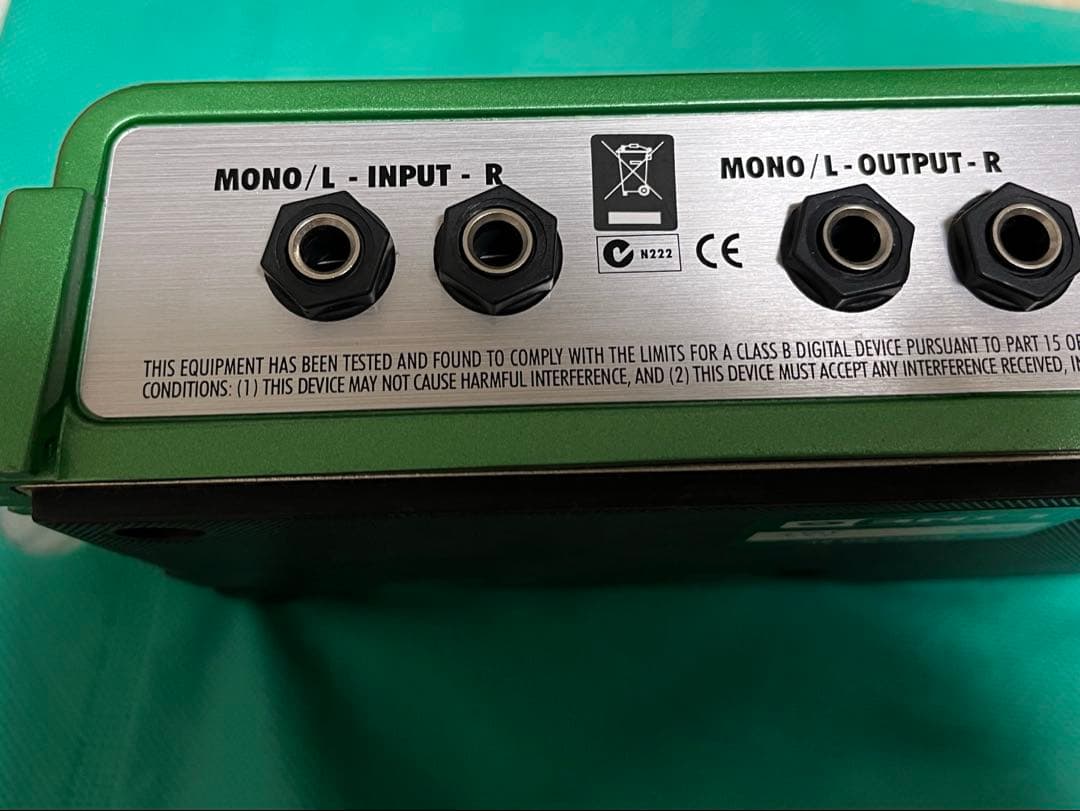 MONO/L - INPUT - R
MONO/L - OUTPUT - R
N222
CE
THIS EQUIPMENT HAS BEEN TESTED AND FOUND TO COMPLY WITH THE LIMITS FOR A CLASS B DIGITAL DEVICE PURSUANT TO PART 15 OF
CONDITIONS: (1) THIS DEVICE MAY NOT CAUSE HARMFUL INTERFERENCE, AND (2) THIS DEVICE MUST ACCEPT ANY INTERFERENCE RECEIVED,